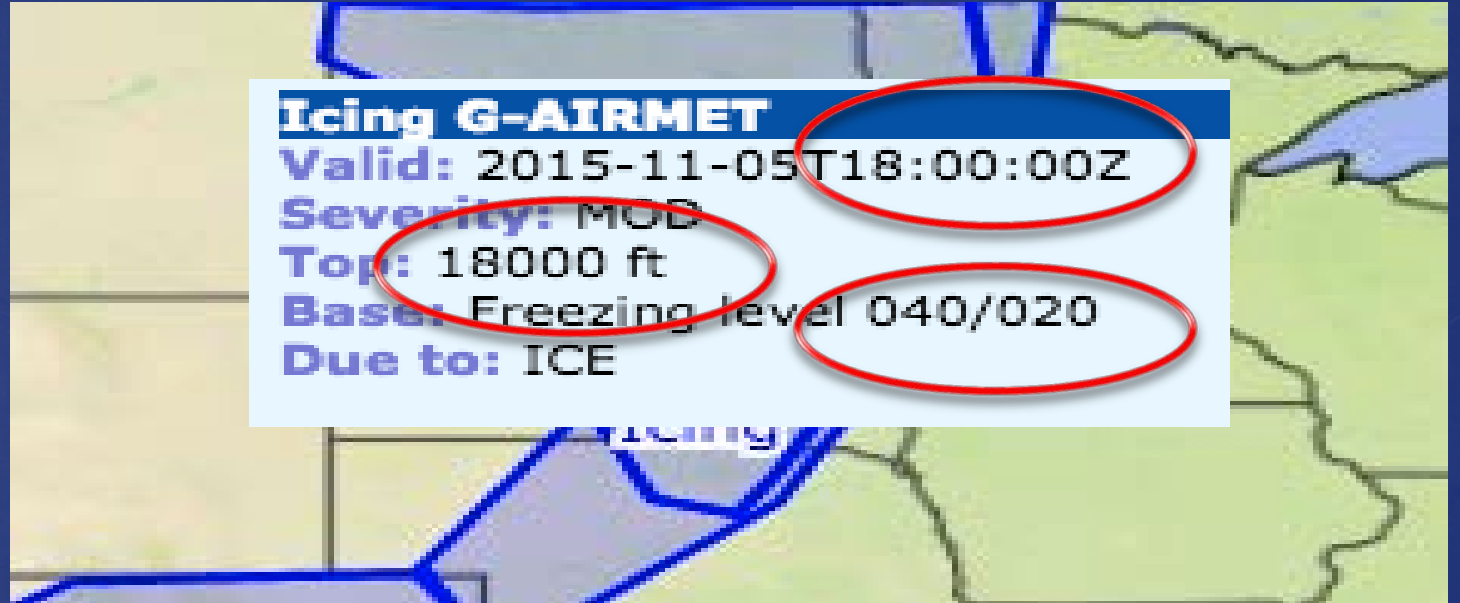 Icing G-AIRMET
Valid: 2015-11-05T18:00:00Z
Severity: MOD
Top: 18000 ft
Base: Freezing level 040/020
Due to: ICE
Icing